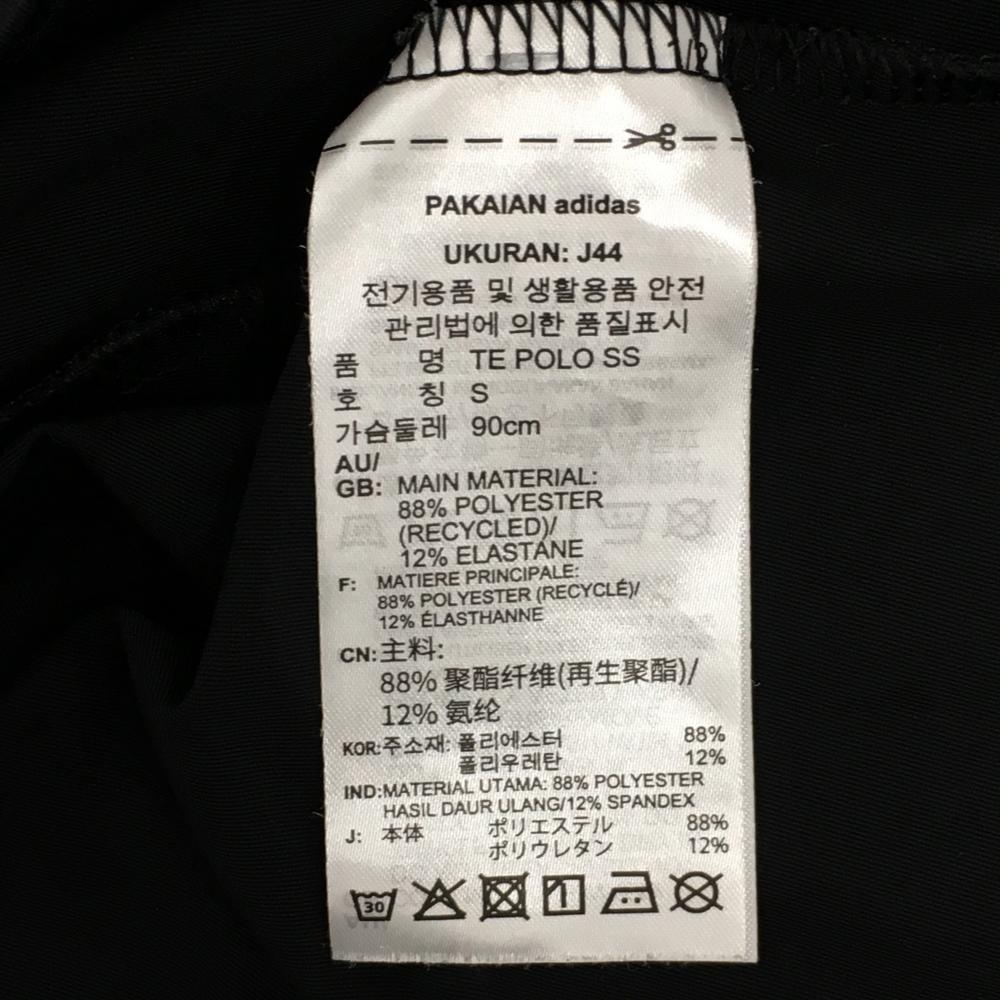 1/2
PAKAIAN adidas
UKURAN: J44
전기용품 및 생활용품 안전
관리법에 의한 품질표시
품 명 TE POLO SS
호 칭 S
가슴둘레 90cm
AU/
GB: MAIN MATERIAL:
88% POLYESTER
(RECYCLED)/
12% ELASTANE
F: MATIERE PRINCIPALE:
88% POLYESTER (RECYCLÉ)/
12% ÉLASTHANNE
CN:主料:
88% 聚酯纤维(再生聚酯)/
12% 氨纶
KOR:주소재: 폴리에스터 88%
폴리우레탄 12%
IND:MATERIAL UTAMA: 88% POLYESTER
HASIL DAUR ULANG/12% SPANDEX
J: 本体 ポリエステル 88%
ポリウレタン 12%
30